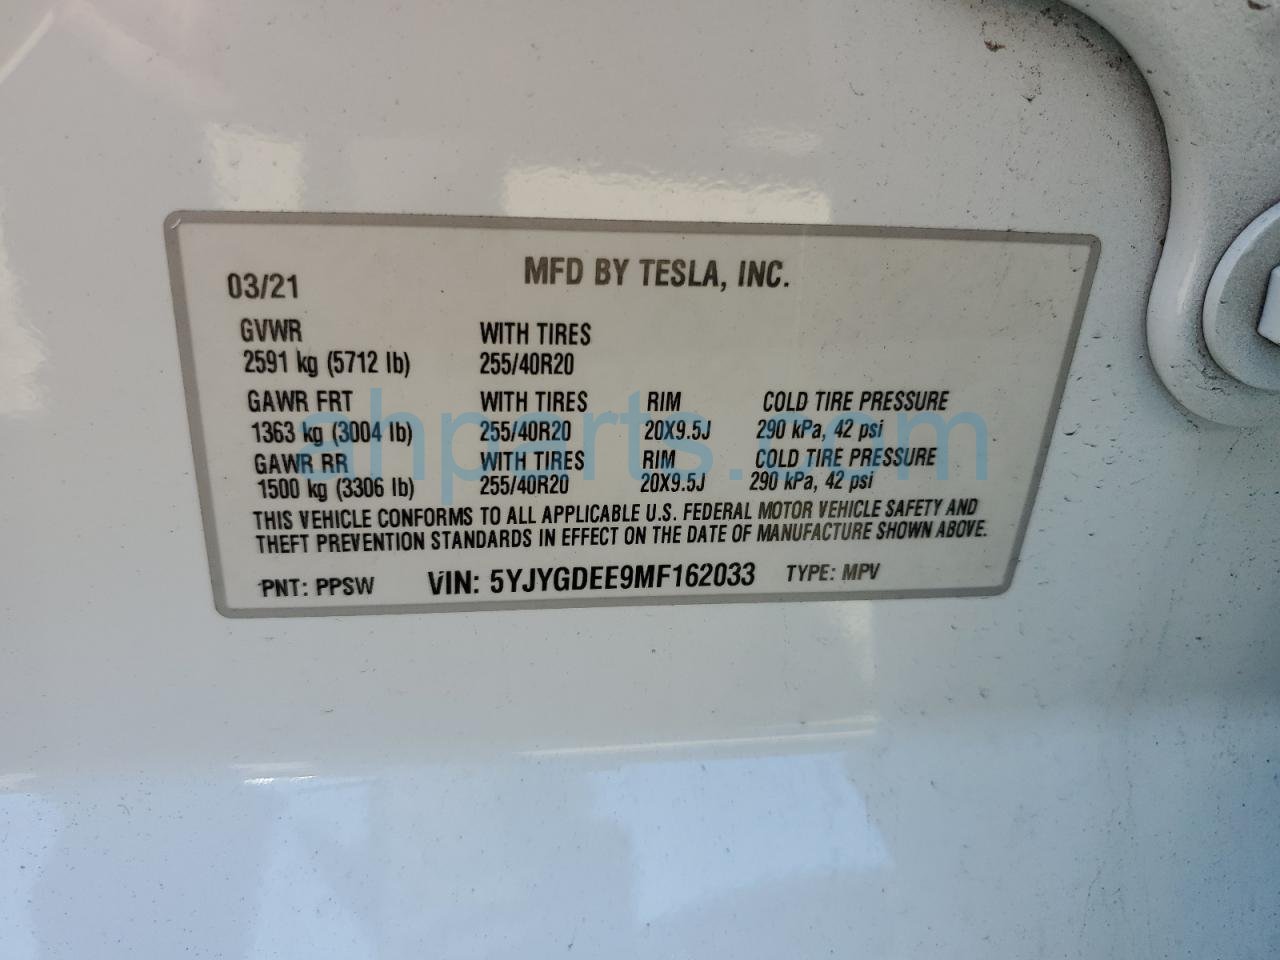 MFD BY TESLA, INC.
03/21
GVWR WITH TIRES
2591 kg (5712 lb) 255/40R20
GAWR FRT WITH TIRES RIM COLD TIRE PRESSURE
1363 kg (3004 lb) 255/40R20 20X9.5J 290 kPa, 42 psi
GAWR RR WITH TIRES RIM COLD TIRE PRESSURE
1500 kg (3306 lb) 255/40R20 20X9.5J 290 kPa, 42 psi
THIS VEHICLE CONFORMS TO ALL APPLICABLE U.S. FEDERAL MOTOR VEHICLE SAFETY AND
THEFT PREVENTION STANDARDS IN EFFECT ON THE DATE OF MANUFACTURE SHOWN ABOVE.
PNT: PPSW VIN: 5YJYGDEE9MF162033 TYPE: MPV
ahparts.com